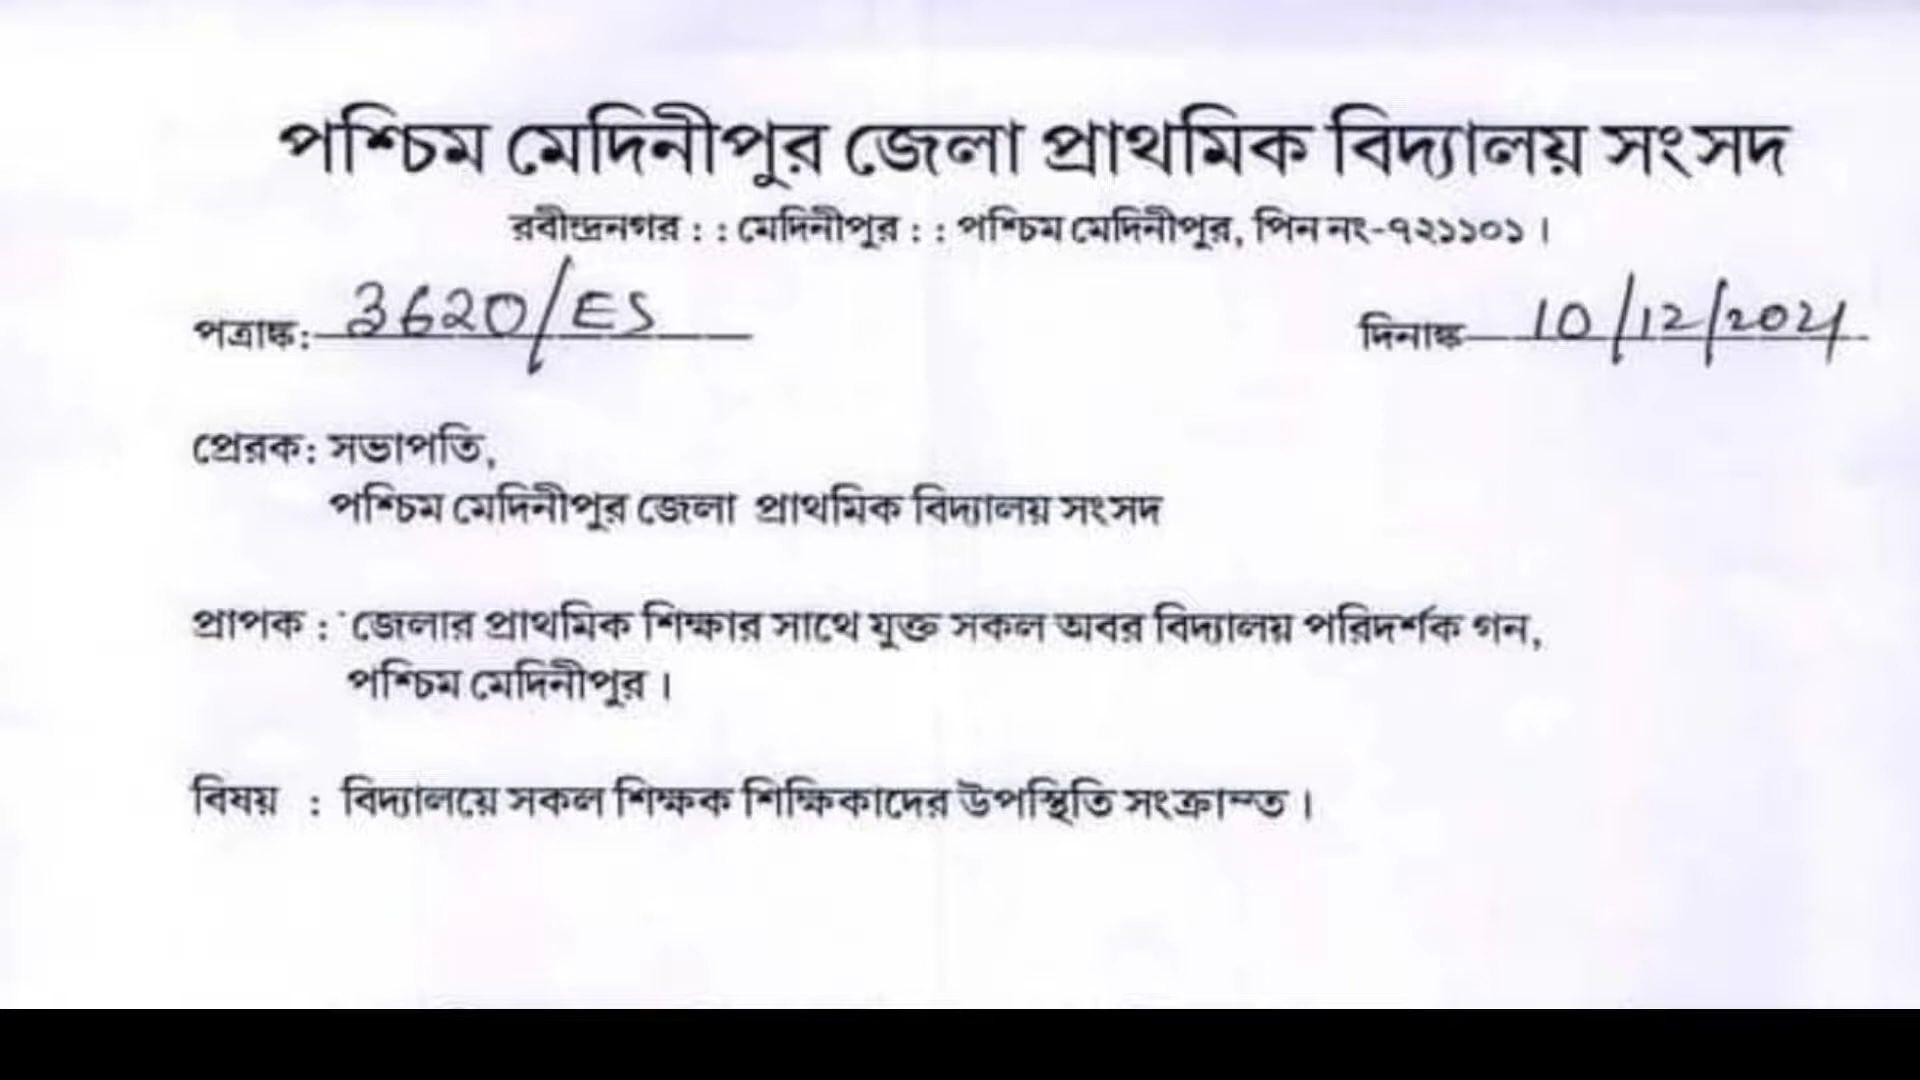 পশ্চিম মেদিনীপুর জেলা প্রাথমিক বিদ্যালয় সংসদ
রবীন্দ্রনগর : : মেদিনীপুর : : পশ্চিম মেদিনীপুর, পিন নং-৭২১১০১ ।
পত্রাঙ্ক: 3620/ES দিনাঙ্ক 10/12/2021
প্রেরক: সভাপতি,
পশ্চিম মেদিনীপুর জেলা প্রাথমিক বিদ্যালয় সংসদ
প্রাপক : জেলার প্রাথমিক শিক্ষার সাথে যুক্ত সকল অবর বিদ্যালয় পরিদর্শক গন,
পশ্চিম মেদিনীপুর ।
বিষয় : বিদ্যালয়ে সকল শিক্ষক শিক্ষিকাদের উপস্থিতি সংক্রান্ত ।